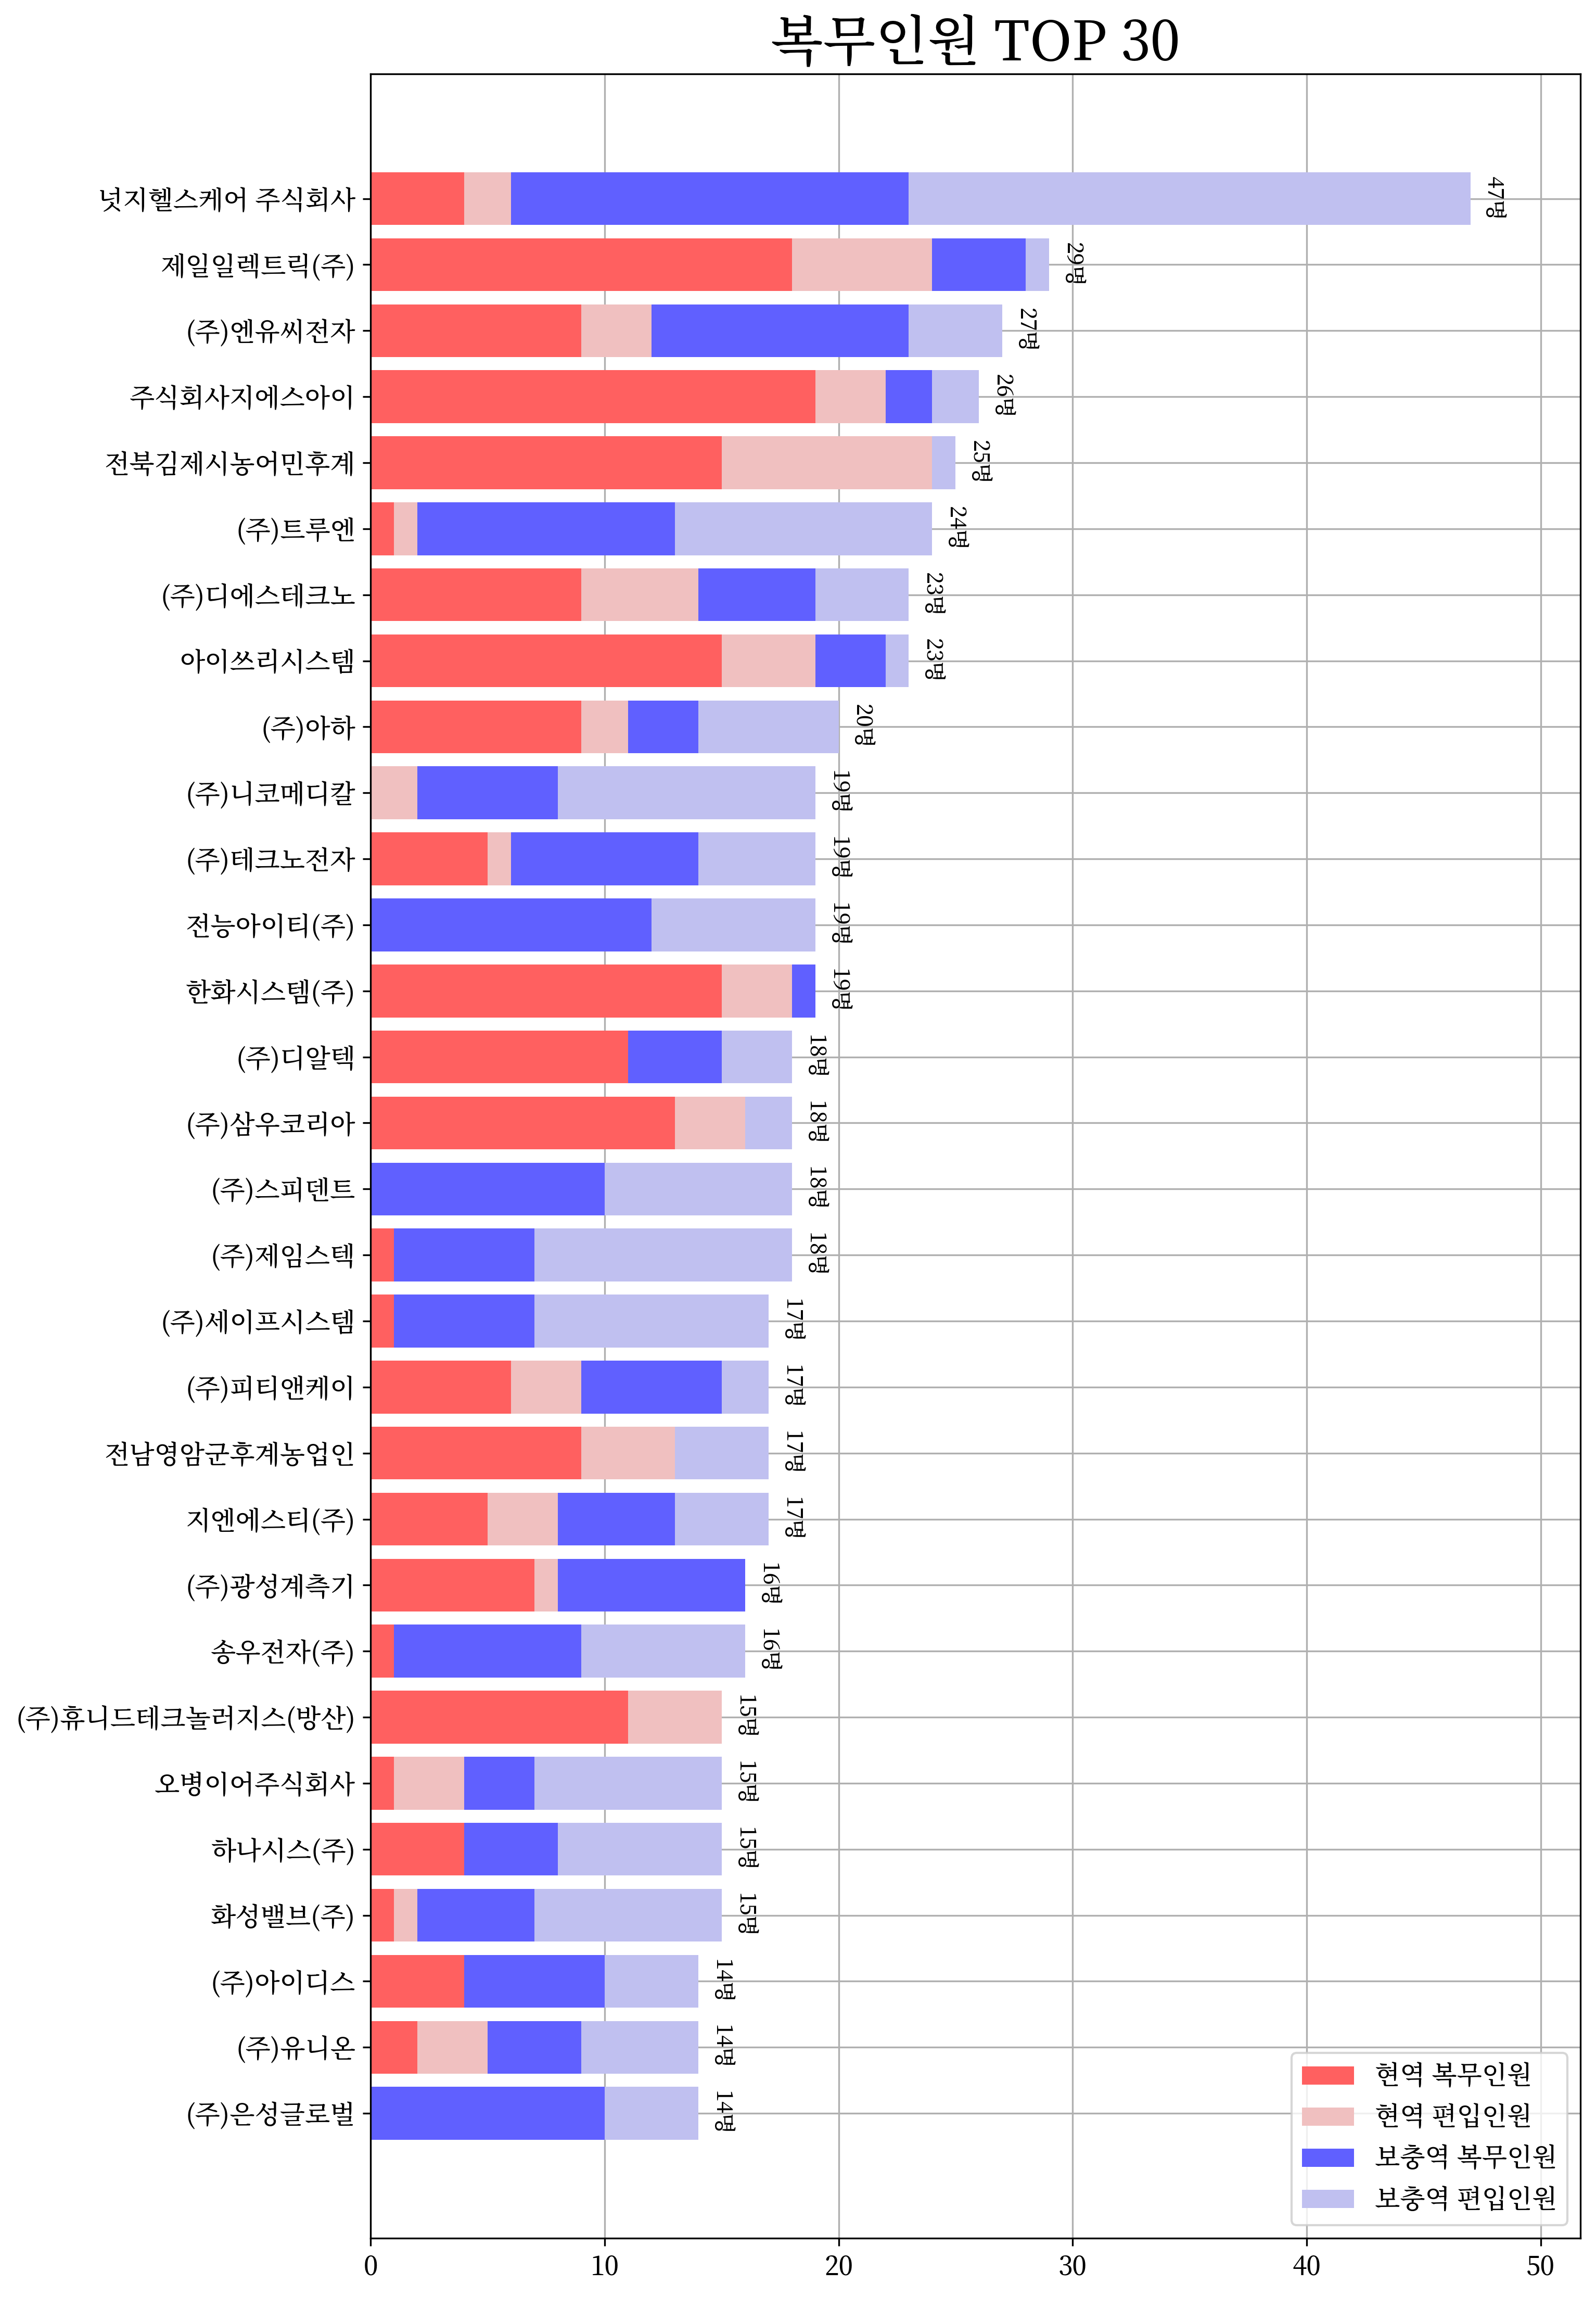 복무인원 TOP 30
넛지헬스케어 주식회사 47명
제일일렉트릭(주) 29명
(주)엔유씨전자 27명
주식회사지에스아이 26명
전북김제시농어민후계 25명
(주)트루엔 24명
(주)디에스테크노 23명
아이쓰리시스템 23명
(주)아하 20명
(주)니코메디칼 19명
(주)테크노전자 19명
전능아이티(주) 19명
한화시스템(주) 19명
(주)디알텍 18명
(주)삼우코리아 18명
(주)스피덴트 18명
(주)제임스텍 18명
(주)세이프시스템 17명
(주)피티앤케이 17명
전남영암군후계농업인 17명
지엔에스티(주) 17명
(주)광성계측기 16명
송우전자(주) 16명
(주)휴니드테크놀러지스(방산) 15명
오병이어주식회사 15명
하나시스(주) 15명
화성밸브(주) 15명
(주)아이디스 14명
(주)유니온 14명
(주)은성글로벌 14명
현역 복무인원
현역 편입인원
보충역 복무인원
보충역 편입인원
0 10 20 30 40 50